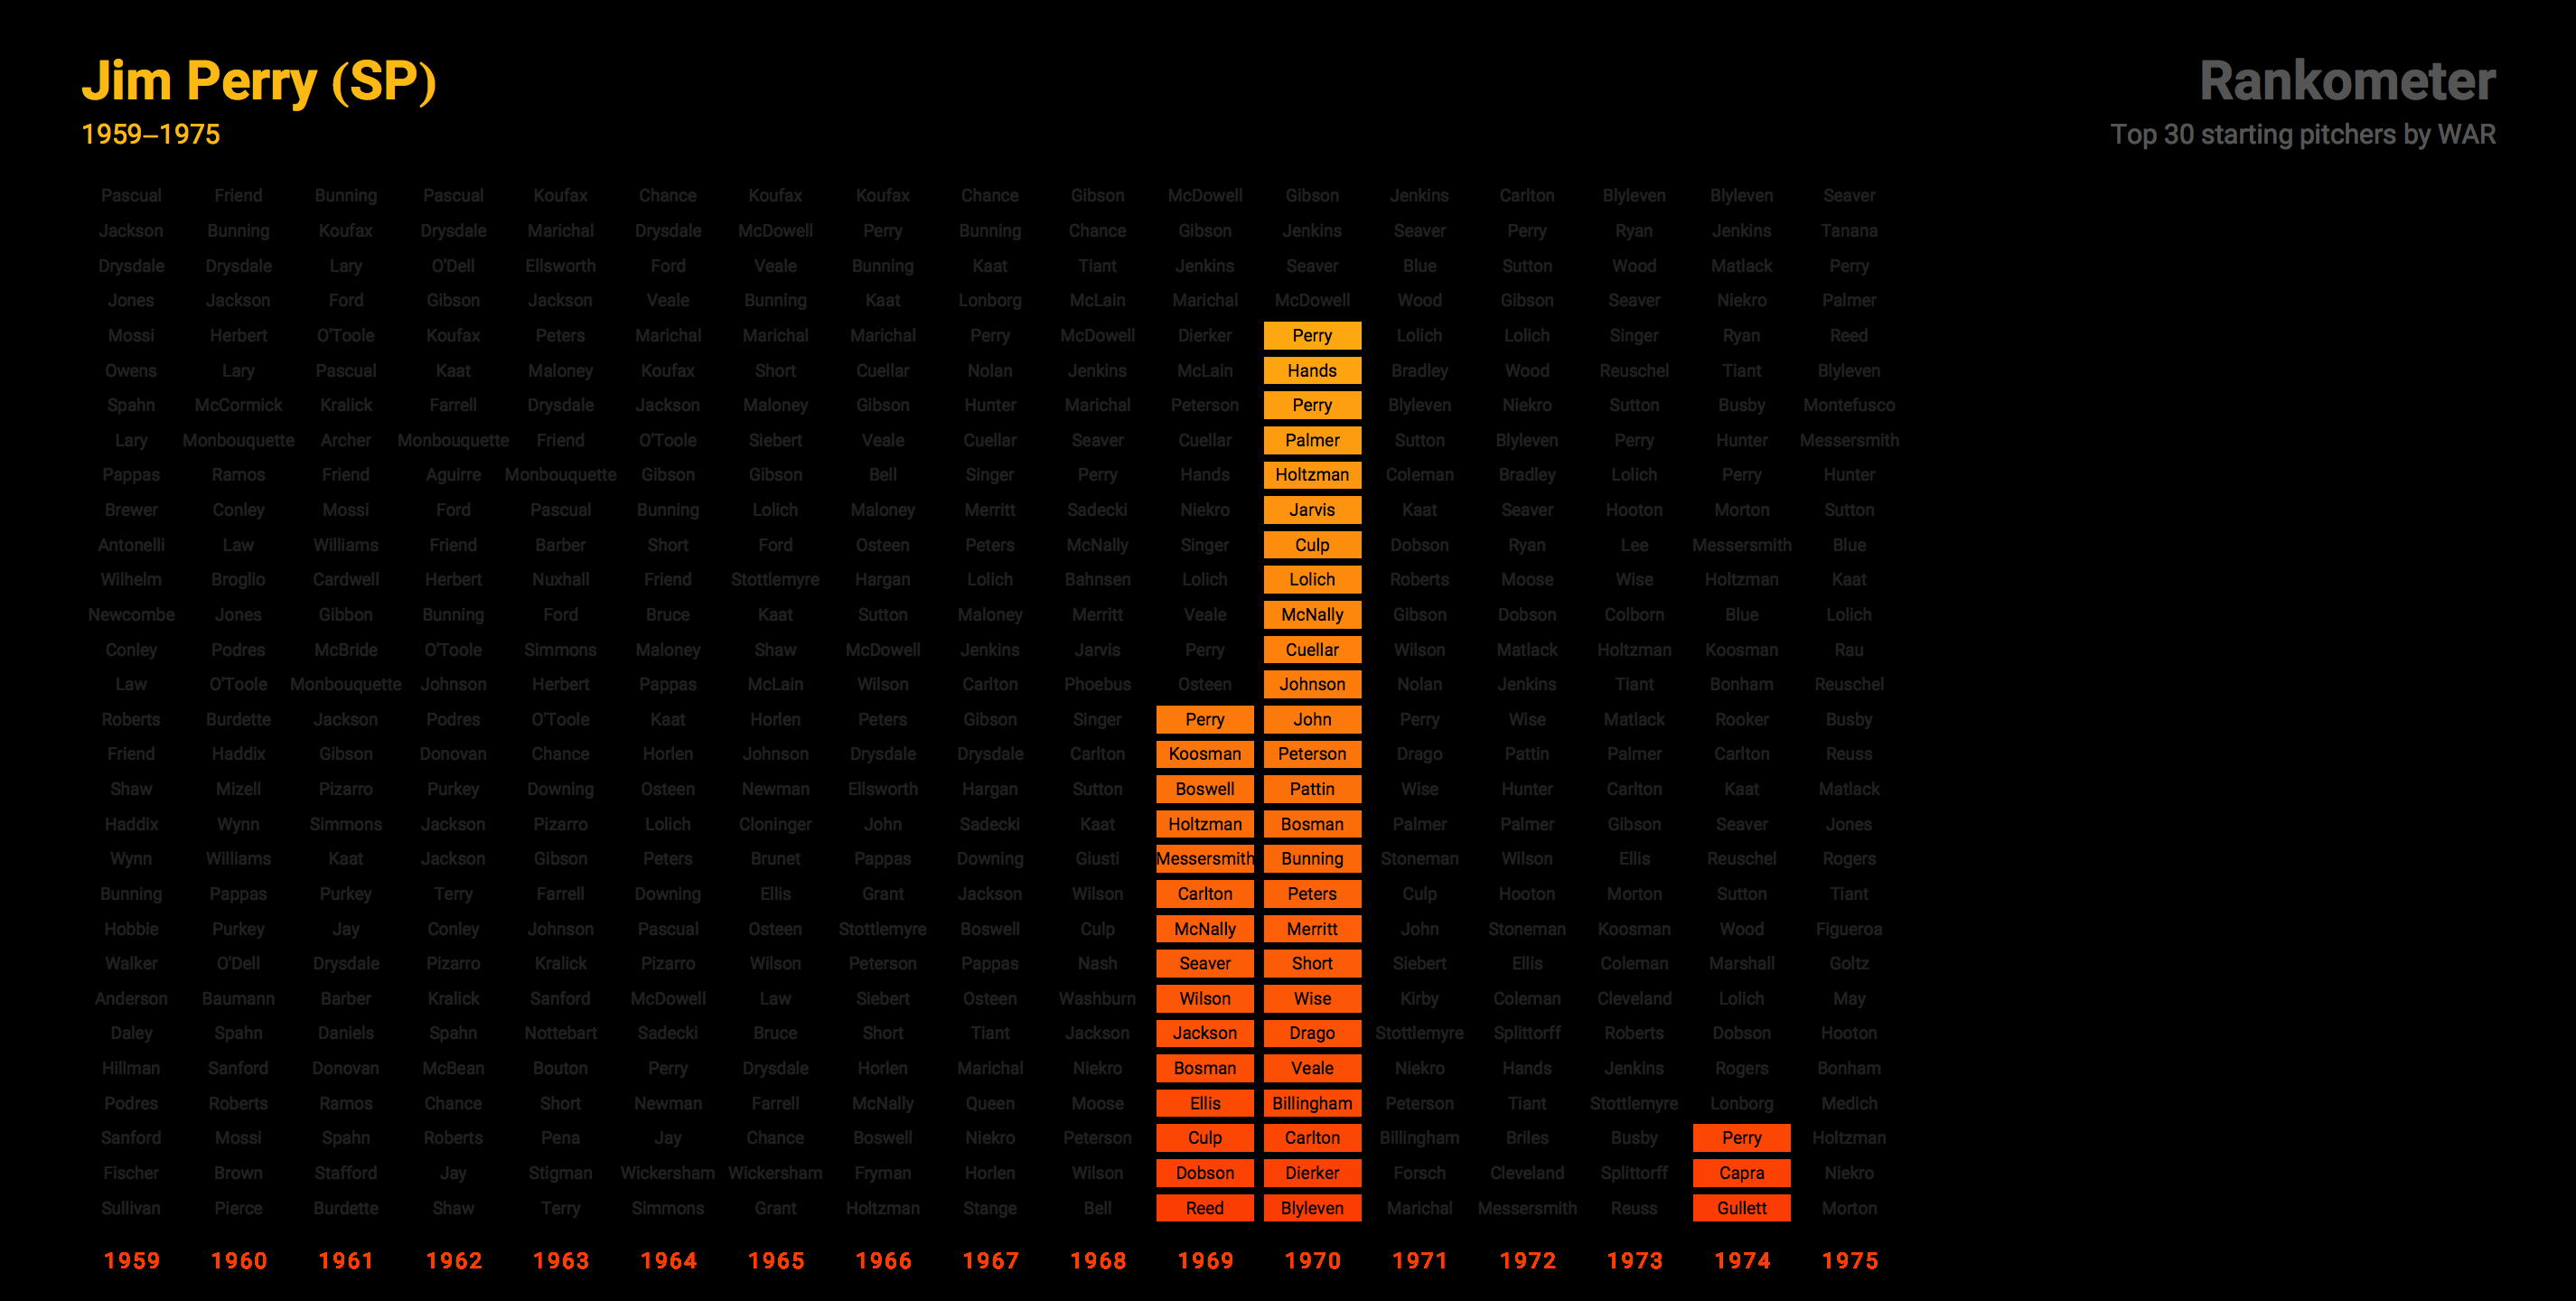 Jim Perry (SP)
Rankometer
1959–1975
Top 30 starting pitchers by WAR
Pascual Friend Bunning Pascual Koufax Chance Koufax Koufax Chance Gibson McDowell Gibson Jenkins Carlton Blyleven Blyleven Seaver
Jackson Bunning Koufax Drysdale Marichal Drysdale McDowell Perry Bunning Chance Gibson Jenkins Seaver Perry Ryan Jenkins Tanana
Drysdale Drysdale Lary O'Dell Ellsworth Ford Veale Bunning Kaat Tiant Jenkins Seaver Blue Sutton Wood Matlack Perry
Jones Jackson Ford Gibson Jackson Veale Bunning Kaat Lonborg McLain Marichal McDowell Wood Gibson Seaver Niekro Palmer
Mossi Herbert O'Toole Koufax Peters Marichal Marichal Marichal Perry McDowell Dierker Perry Lolich Lolich Singer Ryan Reed
Owens Lary Pascual Kaat Maloney Koufax Short Cuellar Nolan Jenkins McLain Hands Bradley Wood Reuschel Tiant Blyleven
Spahn McCormick Kralick Farrell Drysdale Jackson Maloney Gibson Hunter Marichal Peterson Perry Blyleven Niekro Sutton Busby Montefusco
Lary Monbouquette Archer Monbouquette Friend O'Toole Siebert Veale Cuellar Seaver Cuellar Palmer Sutton Blyleven Perry Hunter Messersmith
Pappas Ramos Friend Aguirre Monbouquette Gibson Gibson Bell Singer Perry Hands Holtzman Coleman Bradley Lolich Perry Hunter
Brewer Conley Mossi Ford Pascual Bunning Lolich Maloney Merritt Sadecki Niekro Jarvis Kaat Seaver Hooton Morton Sutton
Antonelli Law Williams Friend Barber Short Ford Osteen Peters McNally Singer Culp Dobson Ryan Lee Messersmith Blue
Wilhelm Broglio Cardwell Herbert Nuxhall Friend Stottlemyre Hargan Lolich Bahnsen Lolich Lolich Roberts Moose Wise Holtzman Kaat
Newcombe Jones Gibbon Bunning Ford Bruce Kaat Sutton Maloney Merritt Veale McNally Gibson Dobson Colborn Blue Lolich
Conley Podres McBride O'Toole Simmons Maloney Shaw McDowell Jenkins Jarvis Perry Cuellar Wilson Matlack Holtzman Koosman Rau
Law O'Toole Monbouquette Johnson Herbert Pappas McLain Wilson Carlton Phoebus Osteen Johnson Nolan Jenkins Tiant Bonham Reuschel
Roberts Burdette Jackson Podres O'Toole Kaat Horlen Peters Gibson Singer Perry John Perry Wise Matlack Rooker Busby
Friend Haddix Gibson Donovan Chance Horlen Johnson Drysdale Drysdale Carlton Koosman Peterson Drago Pattin Palmer Carlton Reuss
Shaw Mizell Pizarro Purkey Downing Osteen Newman Ellsworth Hargan Sutton Boswell Pattin Wise Hunter Carlton Kaat Matlack
Haddix Wynn Simmons Jackson Pizarro Lolich Cloninger John Sadecki Kaat Holtzman Bosman Palmer Palmer Gibson Seaver Jones
Wynn Williams Kaat Jackson Gibson Peters Brunet Pappas Downing Giusti Messersmith Bunning Stoneman Wilson Ellis Reuschel Rogers
Bunning Pappas Purkey Terry Farrell Downing Ellis Grant Jackson Wilson Carlton Peters Culp Hooton Morton Sutton Tiant
Hobbie Purkey Jay Conley Johnson Pascual Osteen Stottlemyre Boswell Culp McNally Merritt John Stoneman Koosman Wood Figueroa
Walker O'Dell Drysdale Pizarro Kralick Pizarro Wilson Peterson Pappas Nash Seaver Short Siebert Ellis Coleman Marshall Goltz
Anderson Baumann Barber Kralick Sanford McDowell Law Siebert Osteen Washburn Wilson Wise Kirby Coleman Cleveland Lolich May
Daley Spahn Daniels Spahn Nottebart Sadecki Bruce Short Tiant Jackson Jackson Drago Stottlemyre Splittorff Roberts Dobson Hooton
Hillman Sanford Donovan McBean Bouton Perry Drysdale Horlen Marichal Niekro Bosman Veale Niekro Hands Jenkins Rogers Bonham
Podres Roberts Ramos Chance Short Newman Farrell McNally Queen Moose Ellis Billingham Peterson Tiant Stottlemyre Lonborg Medich
Sanford Mossi Spahn Roberts Pena Jay Chance Boswell Niekro Peterson Culp Carlton Billingham Briles Busby Perry Holtzman
Fischer Brown Stafford Jay Stigman Wickersham Wickersham Fryman Horlen Wilson Dobson Dierker Forsch Cleveland Splittorff Capra Niekro
Sullivan Pierce Burdette Shaw Terry Simmons Grant Holtzman Stange Bell Reed Blyleven Marichal Messersmith Reuss Gullett Morton
1959 1960 1961 1962 1963 1964 1965 1966 1967 1968 1969 1970 1971 1972 1973 1974 1975